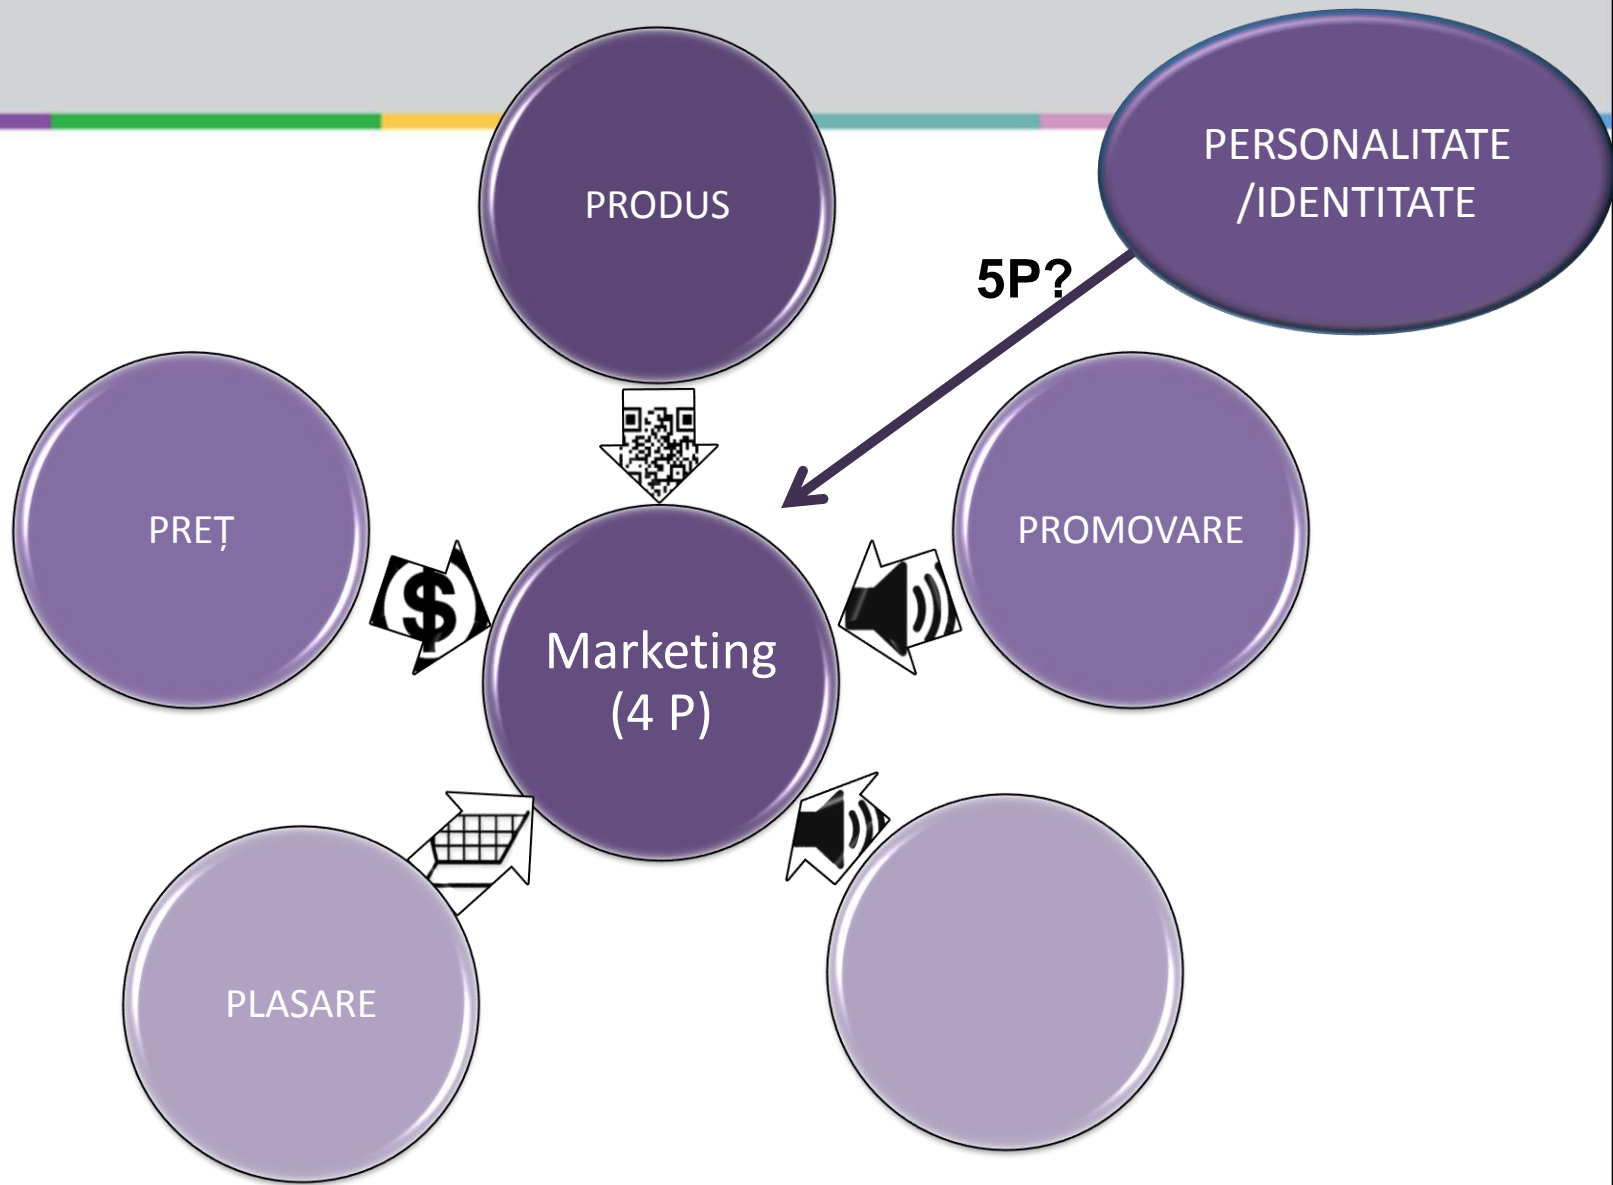 PRODUS
PERSONALITATE
/IDENTITATE
5P?
PREȚ
PROMOVARE
Marketing
(4 P)
PLASARE